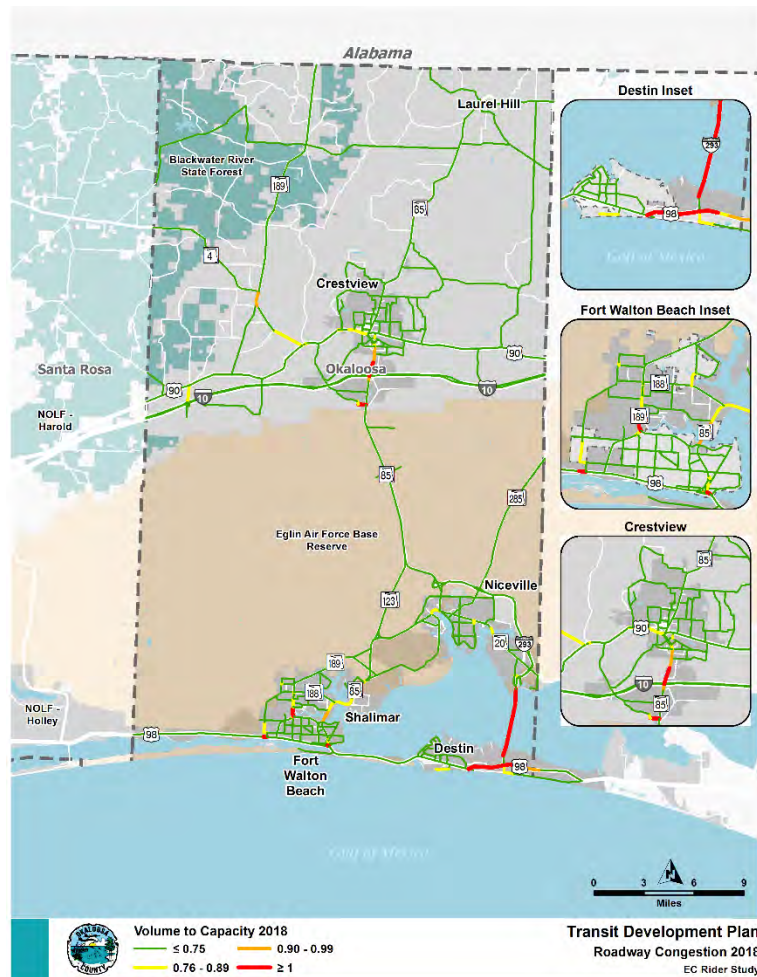 Alabama
Laurel Hill
Blackwater River
State Forest
189
85
4
Crestview
90
Santa Rosa
Okaloosa
90
10
10
NOLF -
Harold
85
285
Eglin Air Force Base
Reserve
Niceville
123
20
293
189
188
85
NOLF -
Holley
Shalimar
98
Destin
98
Fort
Walton
Beach
Gulf of Mexico
Destin Inset
293
98
Gulf of Mexico
Fort Walton Beach Inset
188
189
85
98
Crestview
85
90
10
85
N
0 3 6 9
Miles
OKALOOSA
COUNTY
Volume to Capacity 2018
≤ 0.75
0.90 - 0.99
0.76 - 0.89
≥ 1
Transit Development Plan
Roadway Congestion 2018
EC Rider Study